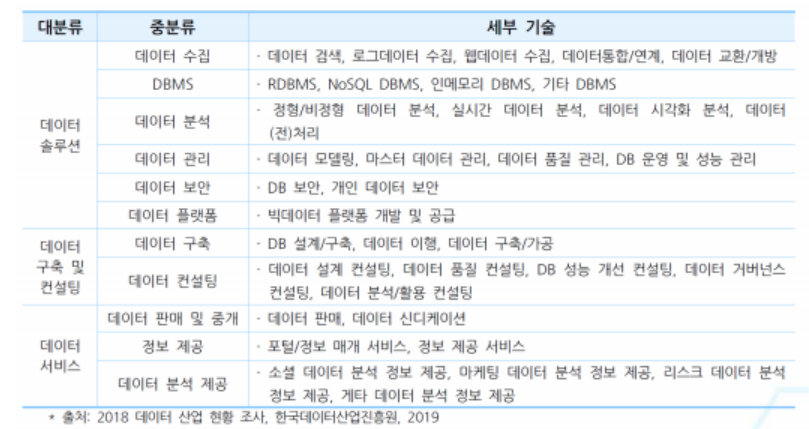 대분류 중분류 세부 기술
데이터 수집 · 데이터 검색, 로그데이터 수집, 웹데이터 수집, 데이터통합/연계, 데이터 교환/개방
DBMS · RDBMS, NoSQL DBMS, 인메모리 DBMS, 기타 DBMS
데이터
솔루션
데이터 분석 · 정형/비정형 데이터 분석, 실시간 데이터 분석, 데이터 시각화 분석, 데이터
(전)처리
데이터 관리 · 데이터 모델링, 마스터 데이터 관리, 데이터 품질 관리, DB 운영 및 성능 관리
데이터 보안 · DB 보안, 개인 데이터 보안
데이터 플랫폼 · 빅데이터 플랫폼 개발 및 공급
데이터
구축 및
컨설팅
데이터 구축 · DB 설계/구축, 데이터 이행, 데이터 구축/가공
데이터 컨설팅 · 데이터 설계 컨설팅, 데이터 품질 컨설팅, DB 성능 개선 컨설팅, 데이터 거버넌스
컨설팅, 데이터 분석/활용 컨설팅
데이터
서비스
데이터 판매 및 중개 · 데이터 판매, 데이터 신디케이션
정보 제공 · 포털/정보 매개 서비스, 정보 제공 서비스
데이터 분석 제공 · 소셜 데이터 분석 정보 제공, 마케팅 데이터 분석 정보 제공, 리스크 데이터 분석
정보 제공, 게타 데이터 분석 정보 제공
* 출처: 2018 데이터 산업 현황 조사, 한국데이터산업진흥원, 2019